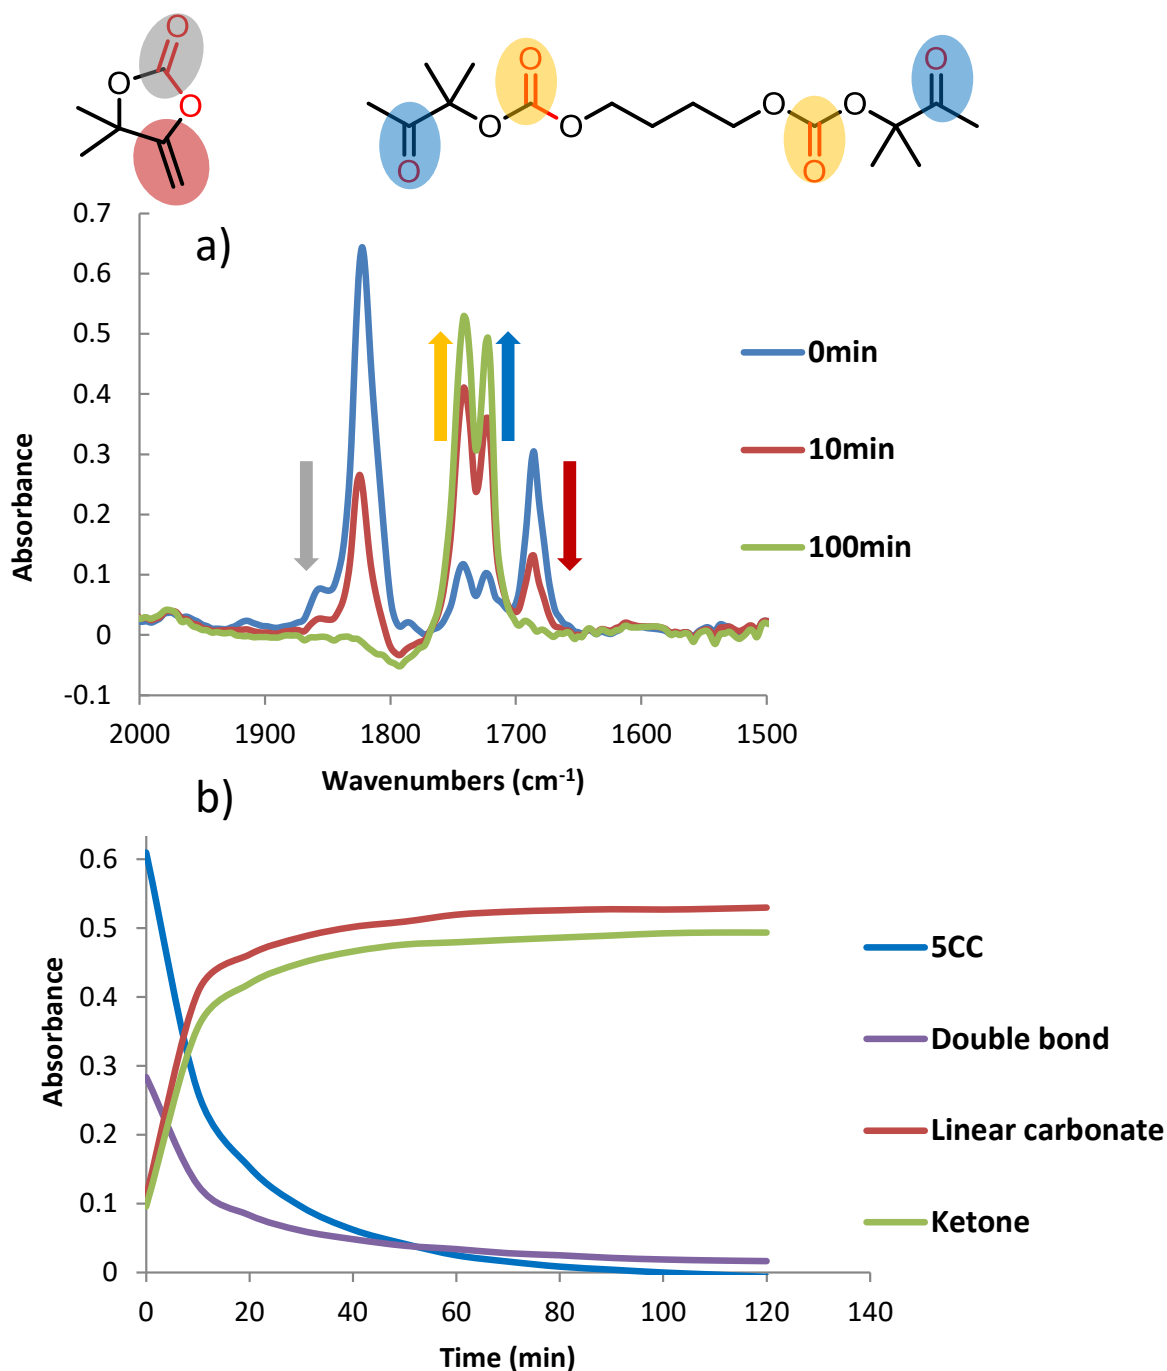 O
O
O
O
O
O
O
O
O
O
O
a)
0.7
0.6
0.5
0.4
0.3
0.2
0.1
0
-0.1
Absorbance
2000 1900 1800 1700 1600 1500
Wavenumbers (cm⁻¹)
0min
10min
100min
b)
0.6
0.5
0.4
0.3
0.2
0.1
0
Absorbance
0 20 40 60 80 100 120 140
Time (min)
5CC
Double bond
Linear carbonate
Ketone